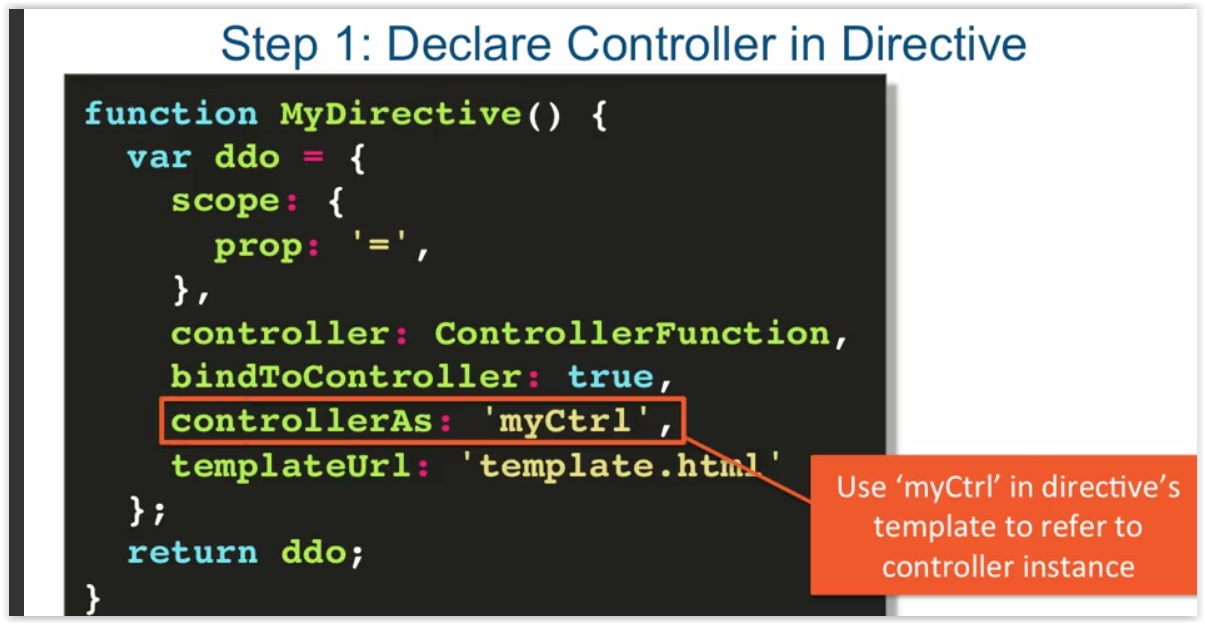 Step 1: Declare Controller in Directive
function MyDirective() {
  var ddo = {
    scope: {
      prop: '=',
    },
    controller: ControllerFunction,
    bindToController: true,
    controllerAs: 'myCtrl',
    templateUrl: 'template.html'
  };
  return ddo;
}
Use ‘myCtrl’ in directive’s
template to refer to
controller instance